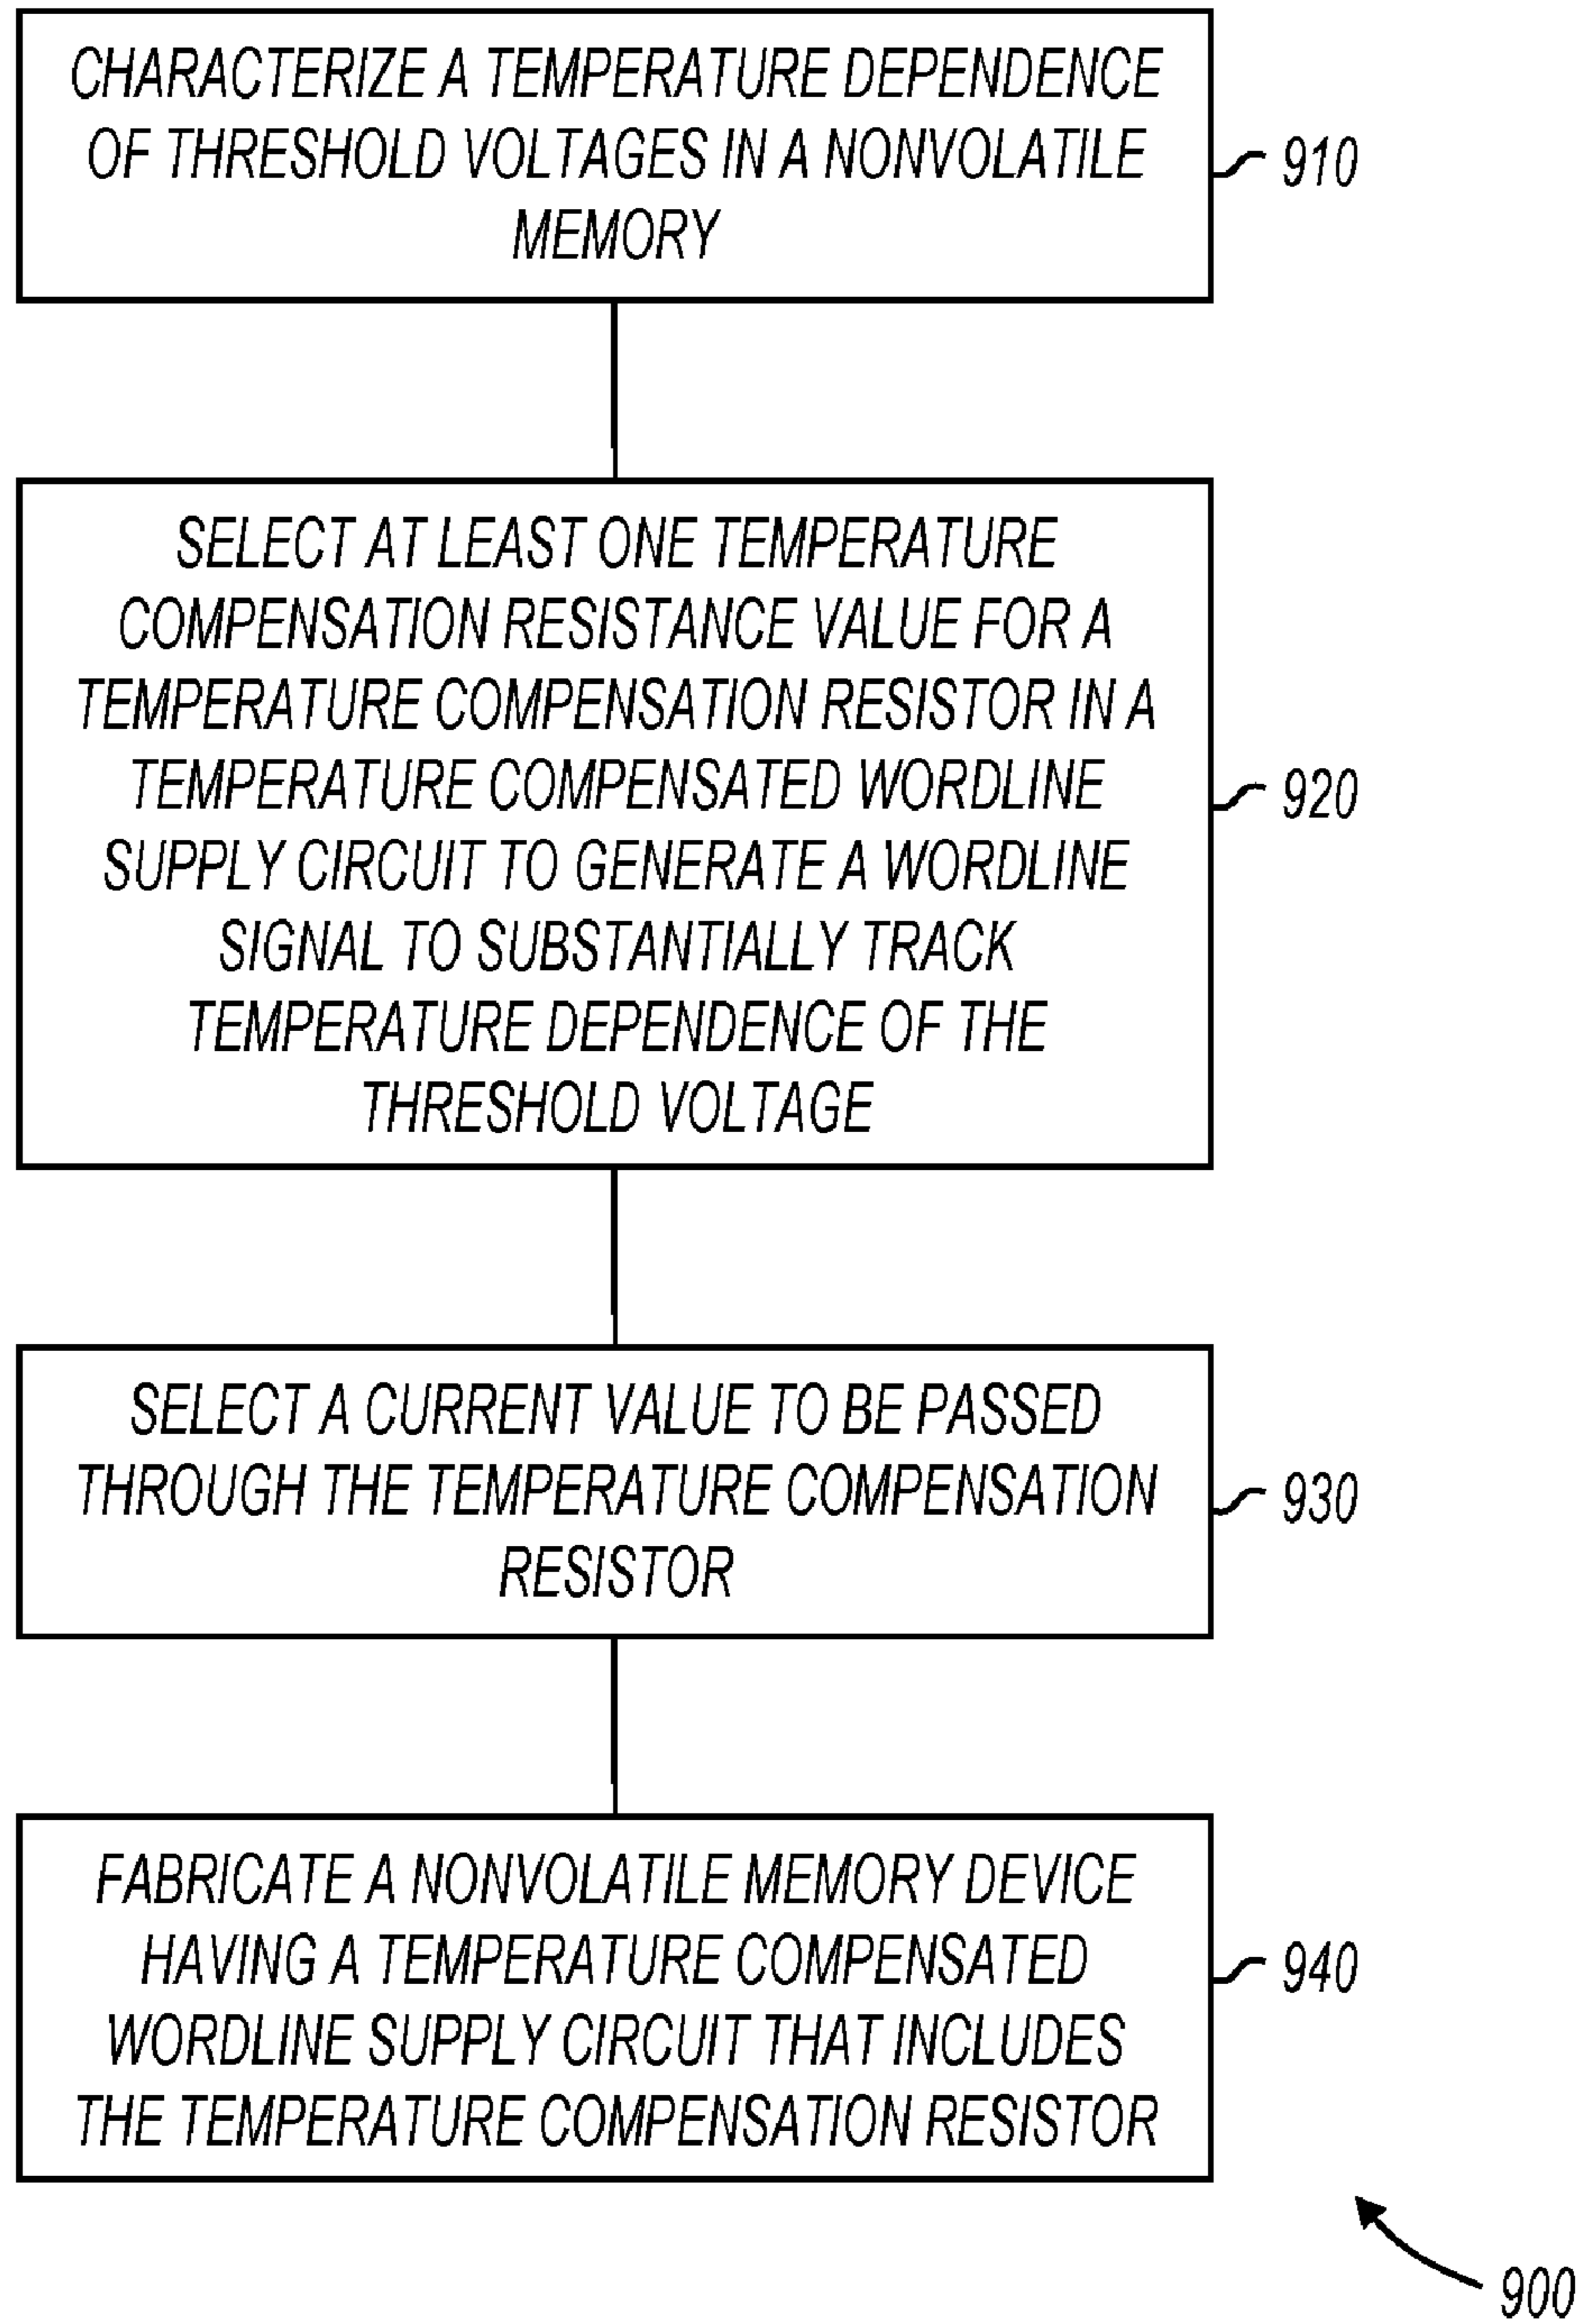 CHARACTERIZE A TEMPERATURE DEPENDENCE
OF THRESHOLD VOLTAGES IN A NONVOLATILE
MEMORY
910
SELECT AT LEAST ONE TEMPERATURE
COMPENSATION RESISTANCE VALUE FOR A
TEMPERATURE COMPENSATION RESISTOR IN A
TEMPERATURE COMPENSATED WORDLINE
SUPPLY CIRCUIT TO GENERATE A WORDLINE
SIGNAL TO SUBSTANTIALLY TRACK
TEMPERATURE DEPENDENCE OF THE
THRESHOLD VOLTAGE
920
SELECT A CURRENT VALUE TO BE PASSED
THROUGH THE TEMPERATURE COMPENSATION
RESISTOR
930
FABRICATE A NONVOLATILE MEMORY DEVICE
HAVING A TEMPERATURE COMPENSATED
WORDLINE SUPPLY CIRCUIT THAT INCLUDES
THE TEMPERATURE COMPENSATION RESISTOR
940
900